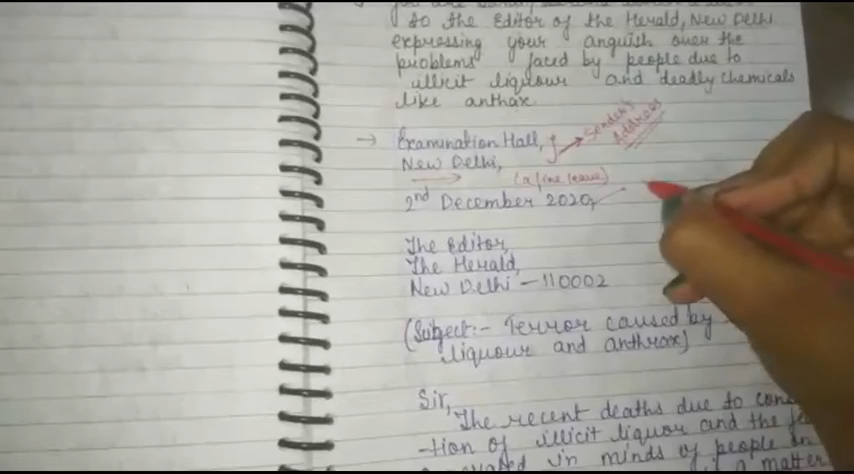 to the Editor of the Herald, New Delhi
expressing your anguish over the
problems faced by people due to
illicit liquour and deadly chemicals
like anthax
→ Examination Hall, → Sender's Address
New Delhi,
(a line leave)
2nd December 2020,
The Editor,
The Herald,
New Delhi - 110002
(Subject:- Terror caused by
liquour and anthrax]
Sir,
The recent deaths due to
-tion of illicit liquor and the
in minds of people in
a matter